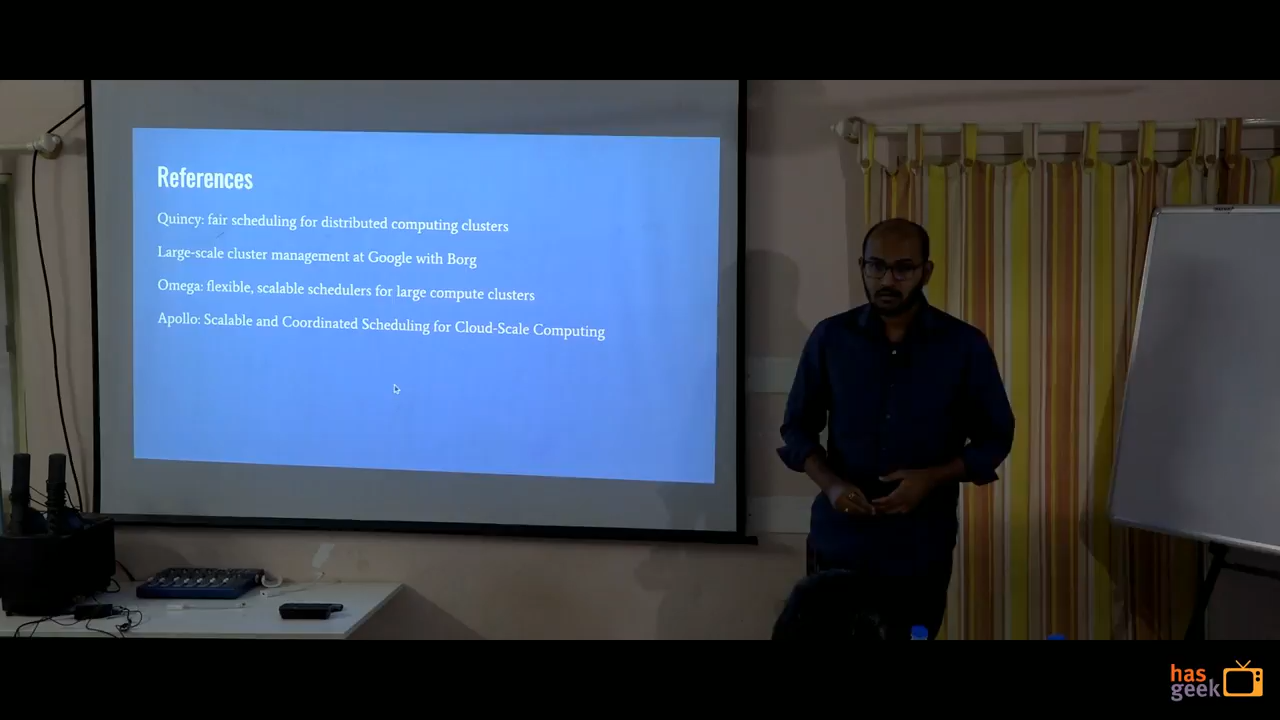 References
Quincy: fair scheduling for distributed computing clusters
Large-scale cluster management at Google with Borg
Omega: flexible, scalable schedulers for large compute clusters
Apollo: Scalable and Coordinated Scheduling for Cloud-Scale Computing
has
geek